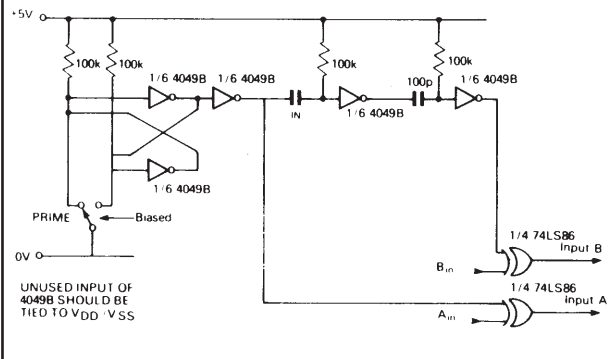 +5V
100k
100k
1/6 4049B
1/6 4049B
100k
100k
100p
1/6 4049B
IN
1/6 4049B
1/6 4049B
PRIME
Biased
0V
UNUSED INPUT OF
4049B SHOULD BE
TIED TO VDD/VSS
1/4 74LS86
Input B
Bin
1/4 74LS86
Input A
Ain